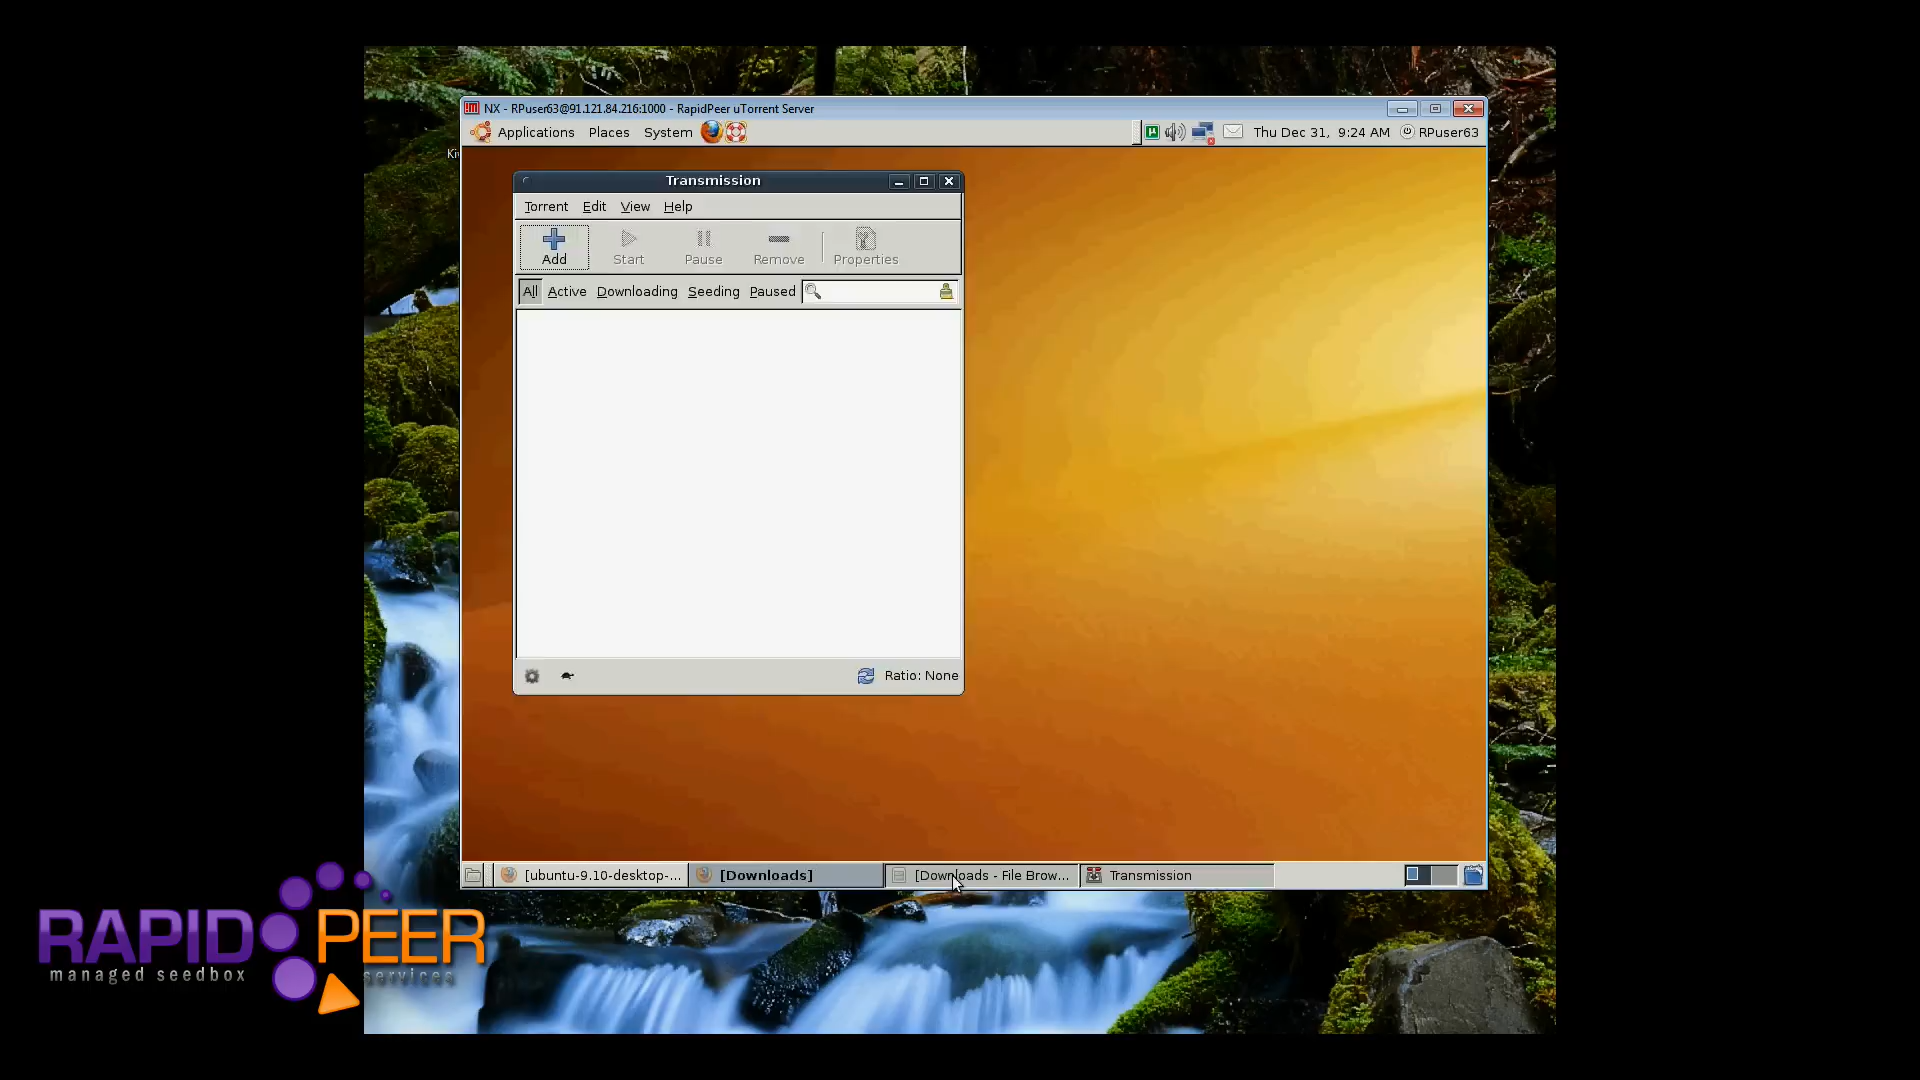 NX - RPuser63@91.121.84.216:1000 - RapidPeer uTorrent Server
Applications Places System
Thu Dec 31, 9:24 AM RPuser63
Transmission
Torrent Edit View Help
Add Start Pause Remove Properties
All Active Downloading Seeding Paused
Ratio: None
[ubuntu-9.10-desktop-... [Downloads] [Downloads - File Brow... Transmission
RAPID PEER
managed seedbox services